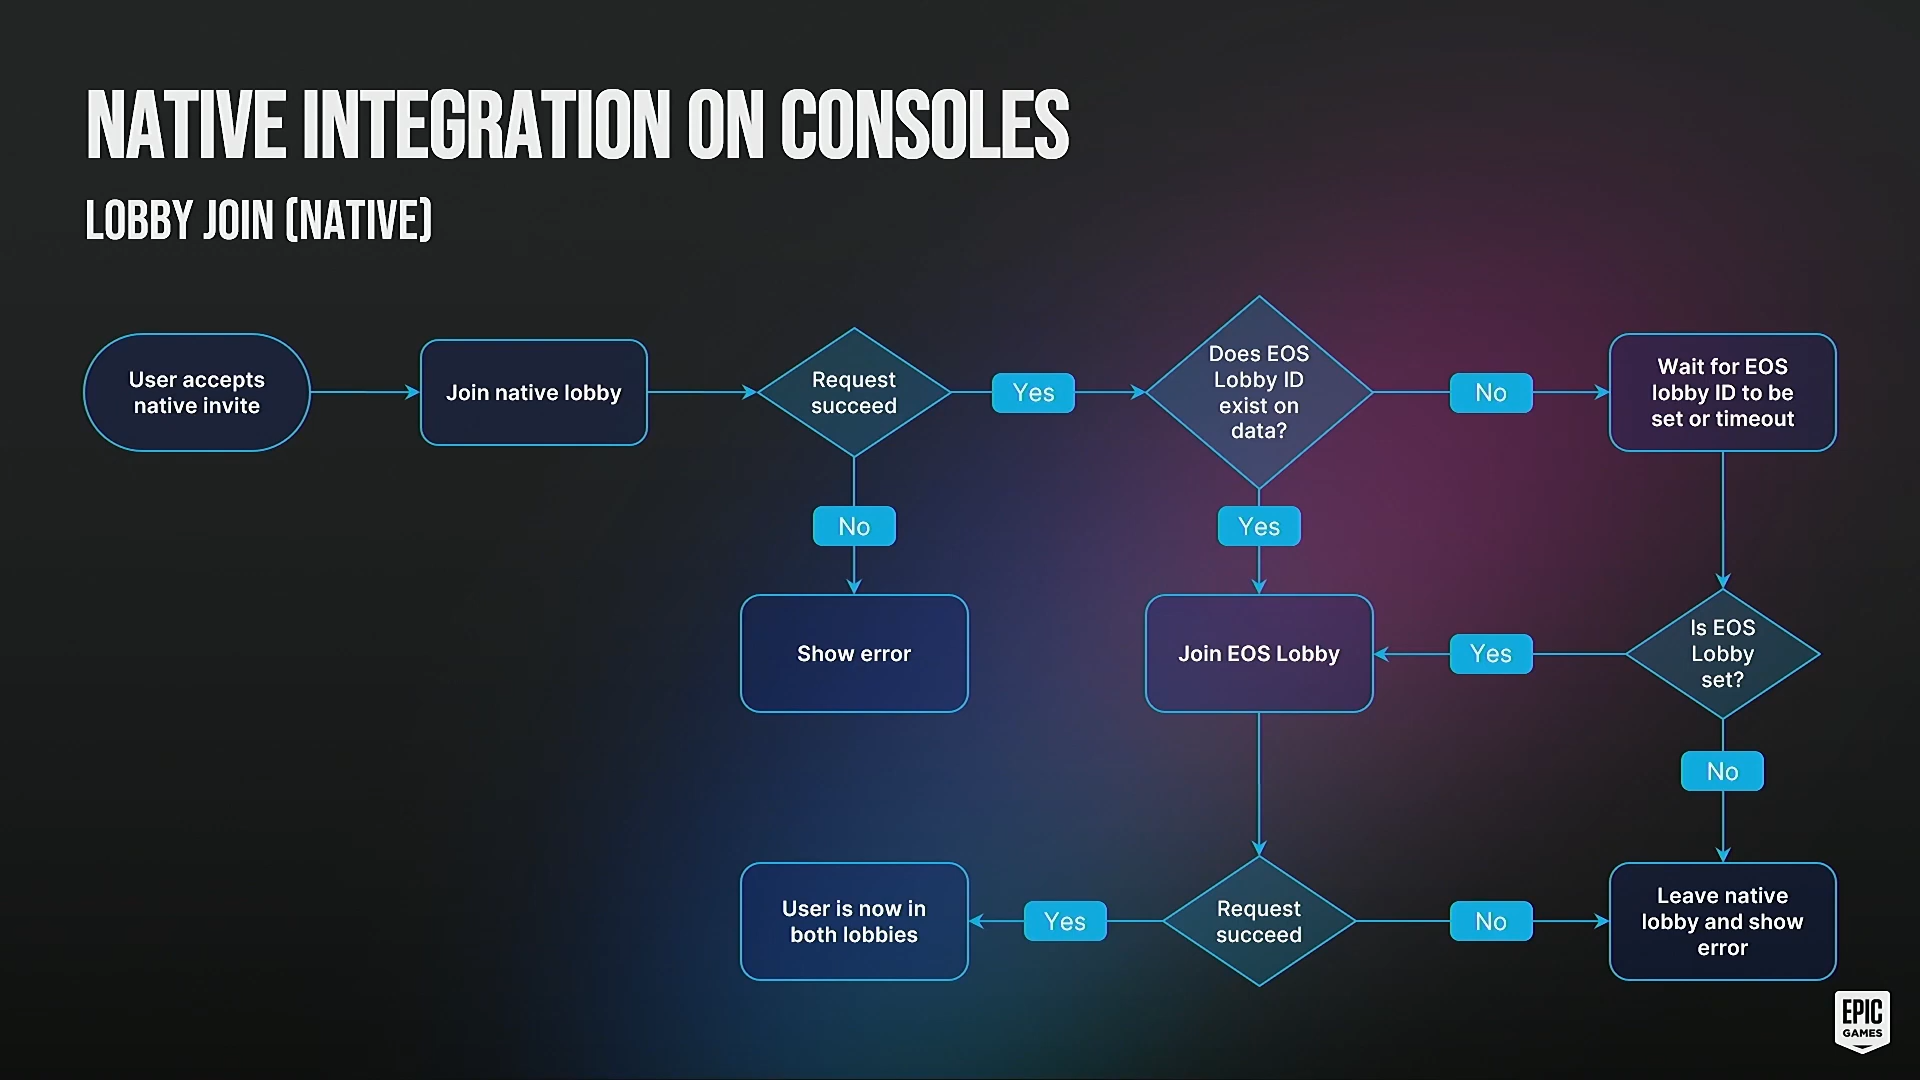 NATIVE INTEGRATION ON CONSOLES
LOBBY JOIN (NATIVE)
User accepts
native invite
Join native lobby
Request
succeed
Yes
Does EOS
Lobby ID
exist on
data?
No
Wait for EOS
lobby ID to be
set or timeout
No
Yes
Show error
Join EOS Lobby
Yes
Is EOS
Lobby
set?
No
User is now in
both lobbies
Yes
Request
succeed
No
Leave native
lobby and show
error
EPIC
GAMES